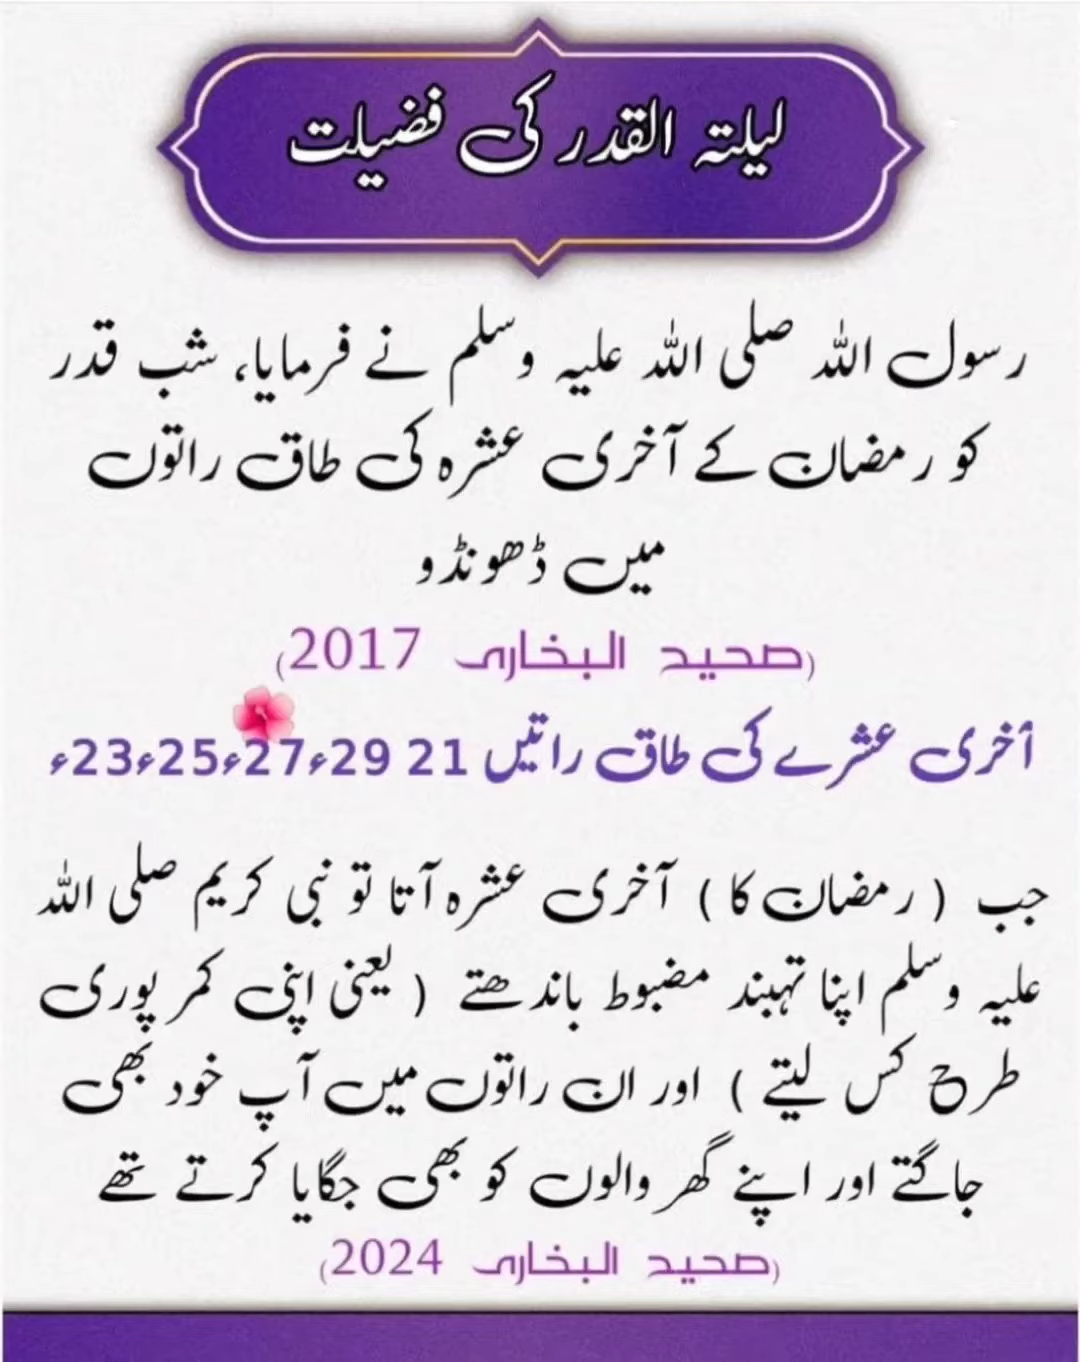 لیلتہ القدر کی فضیلت
رسول اللہ صلی اللہ علیہ وسلم نے فرمایا، شب قدر
کو رمضان کے آخری عشرہ کی طاق راتوں
میں ڈھونڈو
(صحیح البخاری 2017)
آخری عشرے کی طاق راتیں 21 29ء27ء25ء23ء
جب (رمضان کا) آخری عشرہ آتا تو نبی کریم صلی اللہ
علیہ وسلم اپنا تہبند مضبوط باندھتے (یعنی اپنی کمر پوری
طرح کس لیتے) اور ان راتوں میں آپ خود بھی
جاگتے اور اپنے گھر والوں کو بھی جگایا کرتے تھے
(صحیح البخاری 2024)